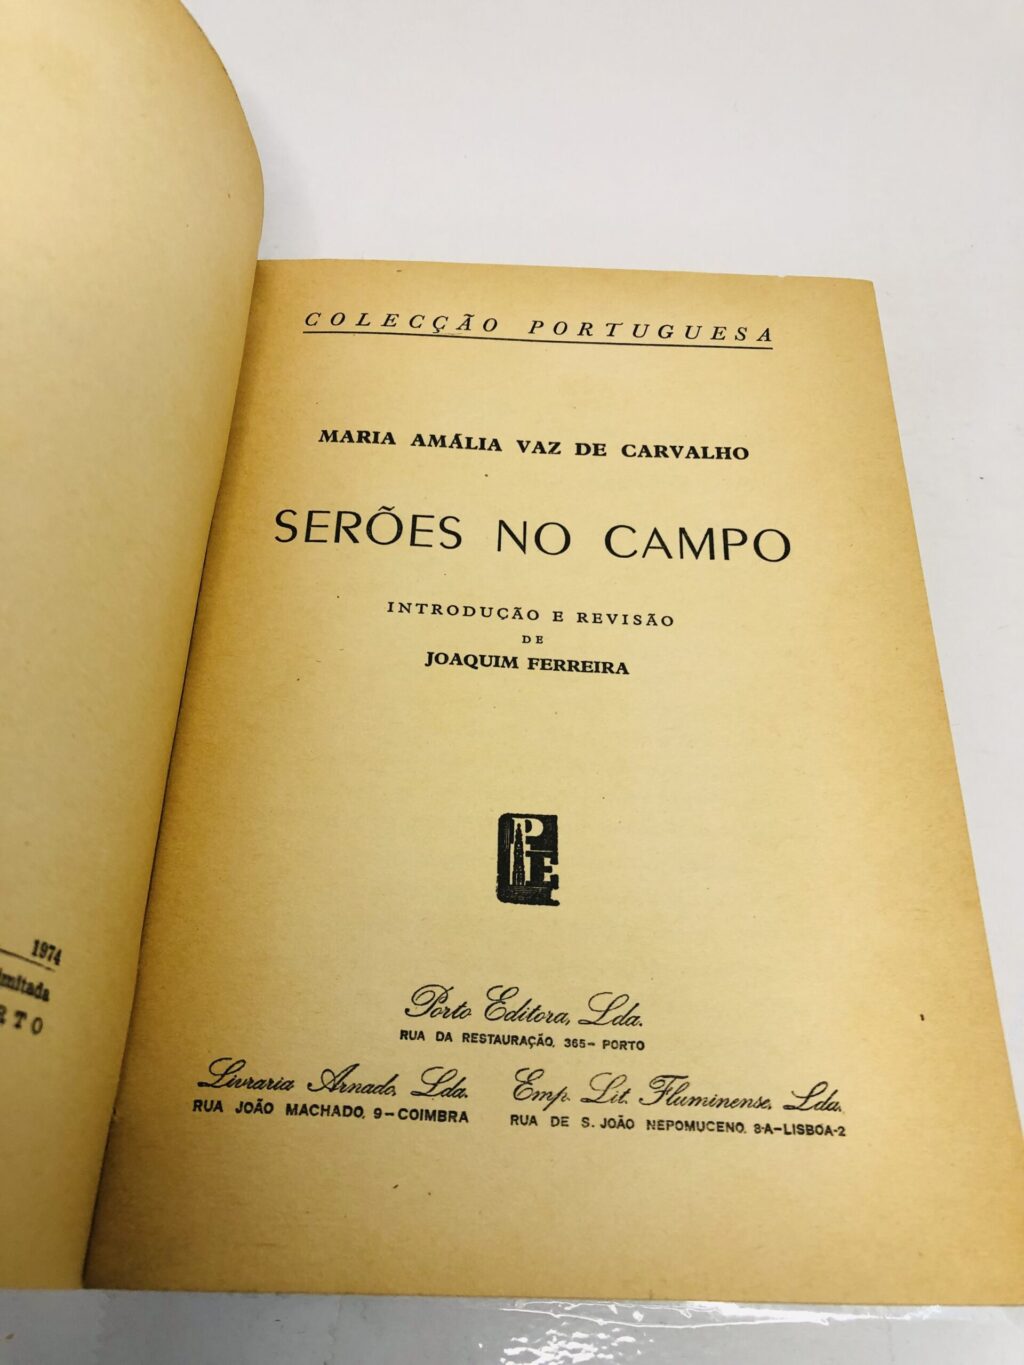 COLECÇÃO PORTUGUESA
MARIA AMÁLIA VAZ DE CARVALHO
SERÕES NO CAMPO
INTRODUÇÃO E REVISÃO
DE
JOAQUIM FERREIRA
PE
Porto Editora, Lda.
RUA DA RESTAURAÇÃO, 365– PORTO
Livraria Arnado, Lda.
RUA JOÃO MACHADO, 9–COIMBRA
Emp. Lit. Fluminense, Lda.
RUA DE S. JOÃO NEPOMUCENO, 8-A–LISBOA-2
1974